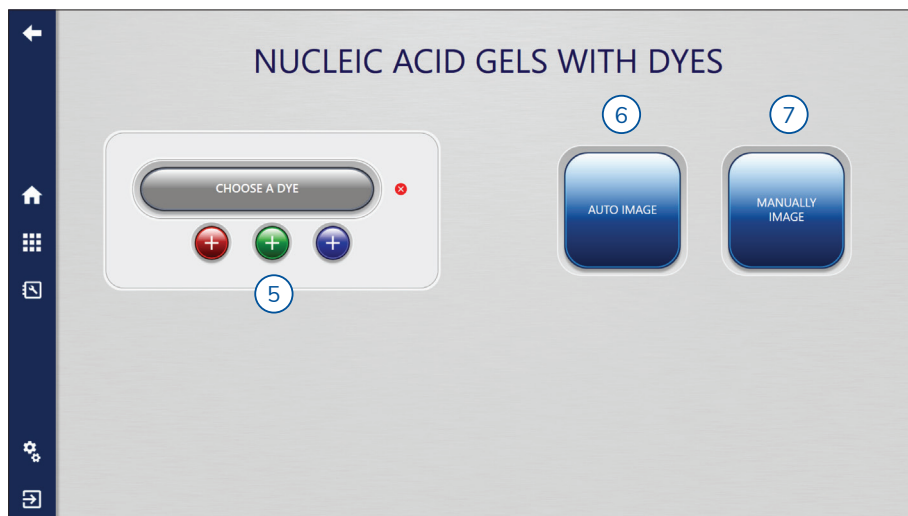 NUCLEIC ACID GELS WITH DYES
6
7
CHOOSE A DYE
AUTO IMAGE
MANUALLY
IMAGE
5